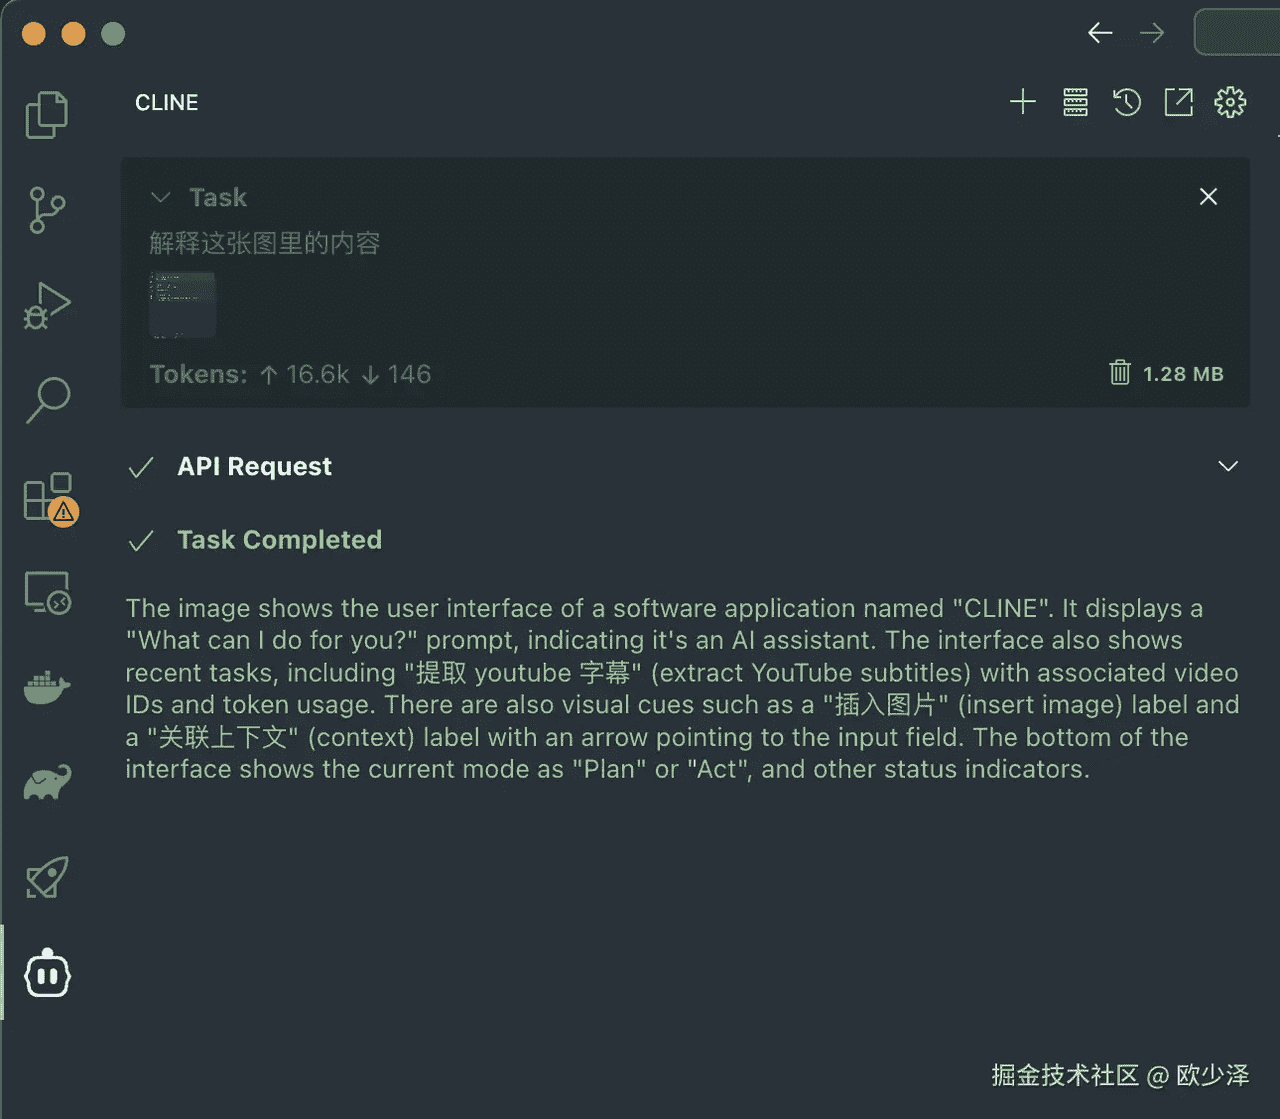 CLINE
Task
解释这张图里的内容
Tokens: ↑ 16.6k ↓ 146
1.28 MB
API Request
Task Completed
The image shows the user interface of a software application named "CLINE". It displays a
"What can I do for you?" prompt, indicating it's an AI assistant. The interface also shows
recent tasks, including "提取 youtube 字幕" (extract YouTube subtitles) with associated video
IDs and token usage. There are also visual cues such as a "插入图片" (insert image) label and
a "关联上下文" (context) label with an arrow pointing to the input field. The bottom of the
interface shows the current mode as "Plan" or "Act", and other status indicators.
掘金技术社区 @ 欧少泽